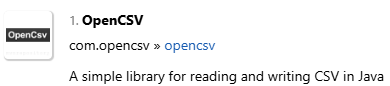 OpenCsv
1. OpenCSV
com.opencsv » opencsv
A simple library for reading and writing CSV in Java